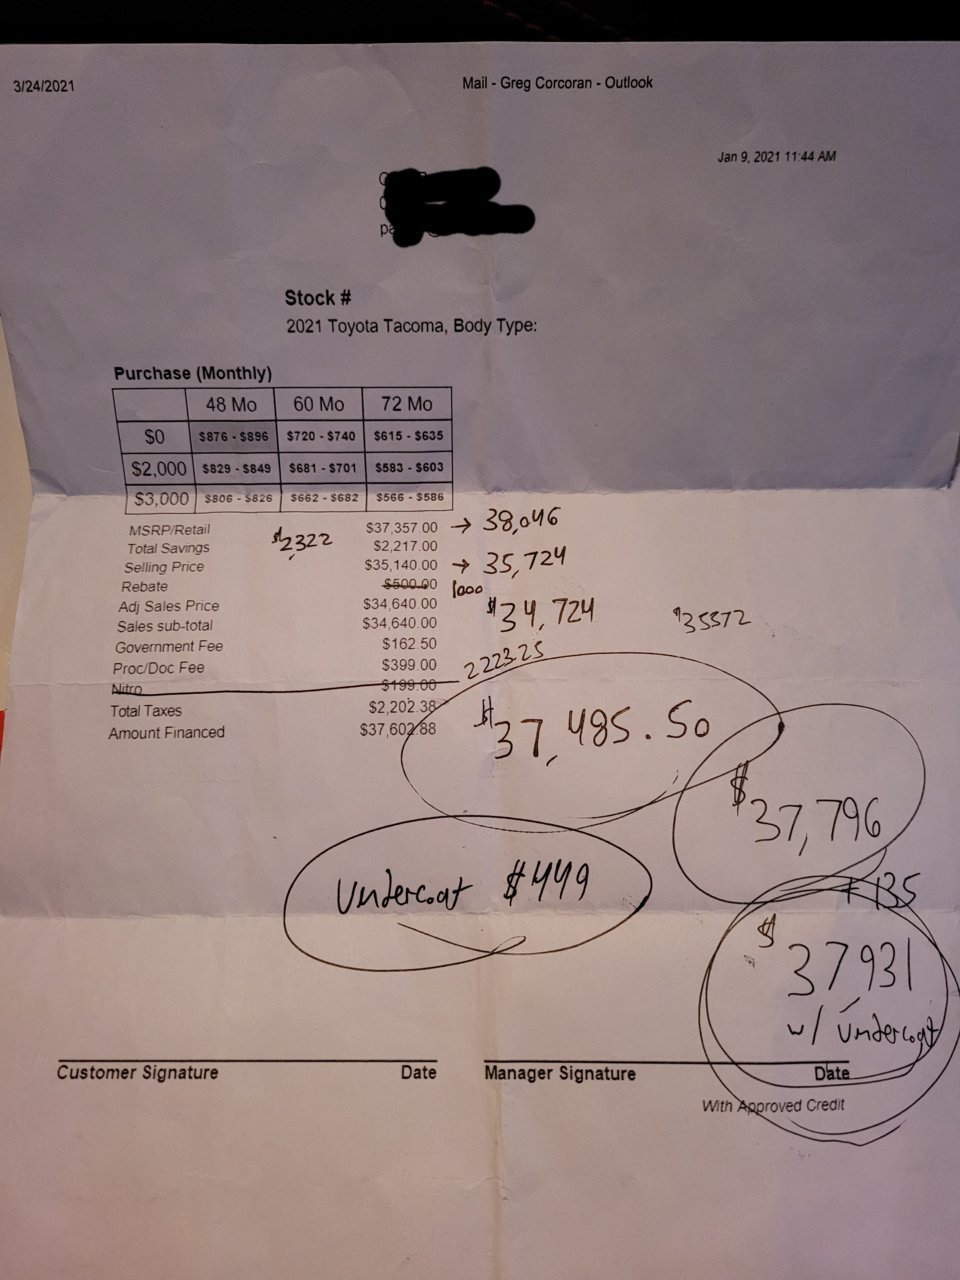 3/24/2021 Mail - Greg Corcoran - Outlook
Jan 9, 2021 11:44 AM
Stock #
2021 Toyota Tacoma, Body Type:
Purchase (Monthly)
48 Mo 60 Mo 72 Mo
$0 $876 - $896 $720 - $740 $615 - $635
$2,000 $829 - $849 $681 - $701 $583 - $603
$3,000 $806 - $826 $662 - $682 $566 - $586
MSRP/Retail $37,357.00 → 38,046
Total Savings $2,322 $2,217.00
Selling Price $35,140.00 → 35,724
Rebate $500.00 1000
Adj Sales Price $34,640.00 $34,724
Sales sub-total $34,640.00 $35572
Government Fee $162.50
Proc/Doc Fee $399.00 2223.25
Nitro $199.00
Total Taxes $2,202.38
Amount Financed $37,602.88 $37,485.50
$37,796
Undercoat $449
+ 135
$37,931
w/ Undercoat
Customer Signature Date Manager Signature Date
With Approved Credit